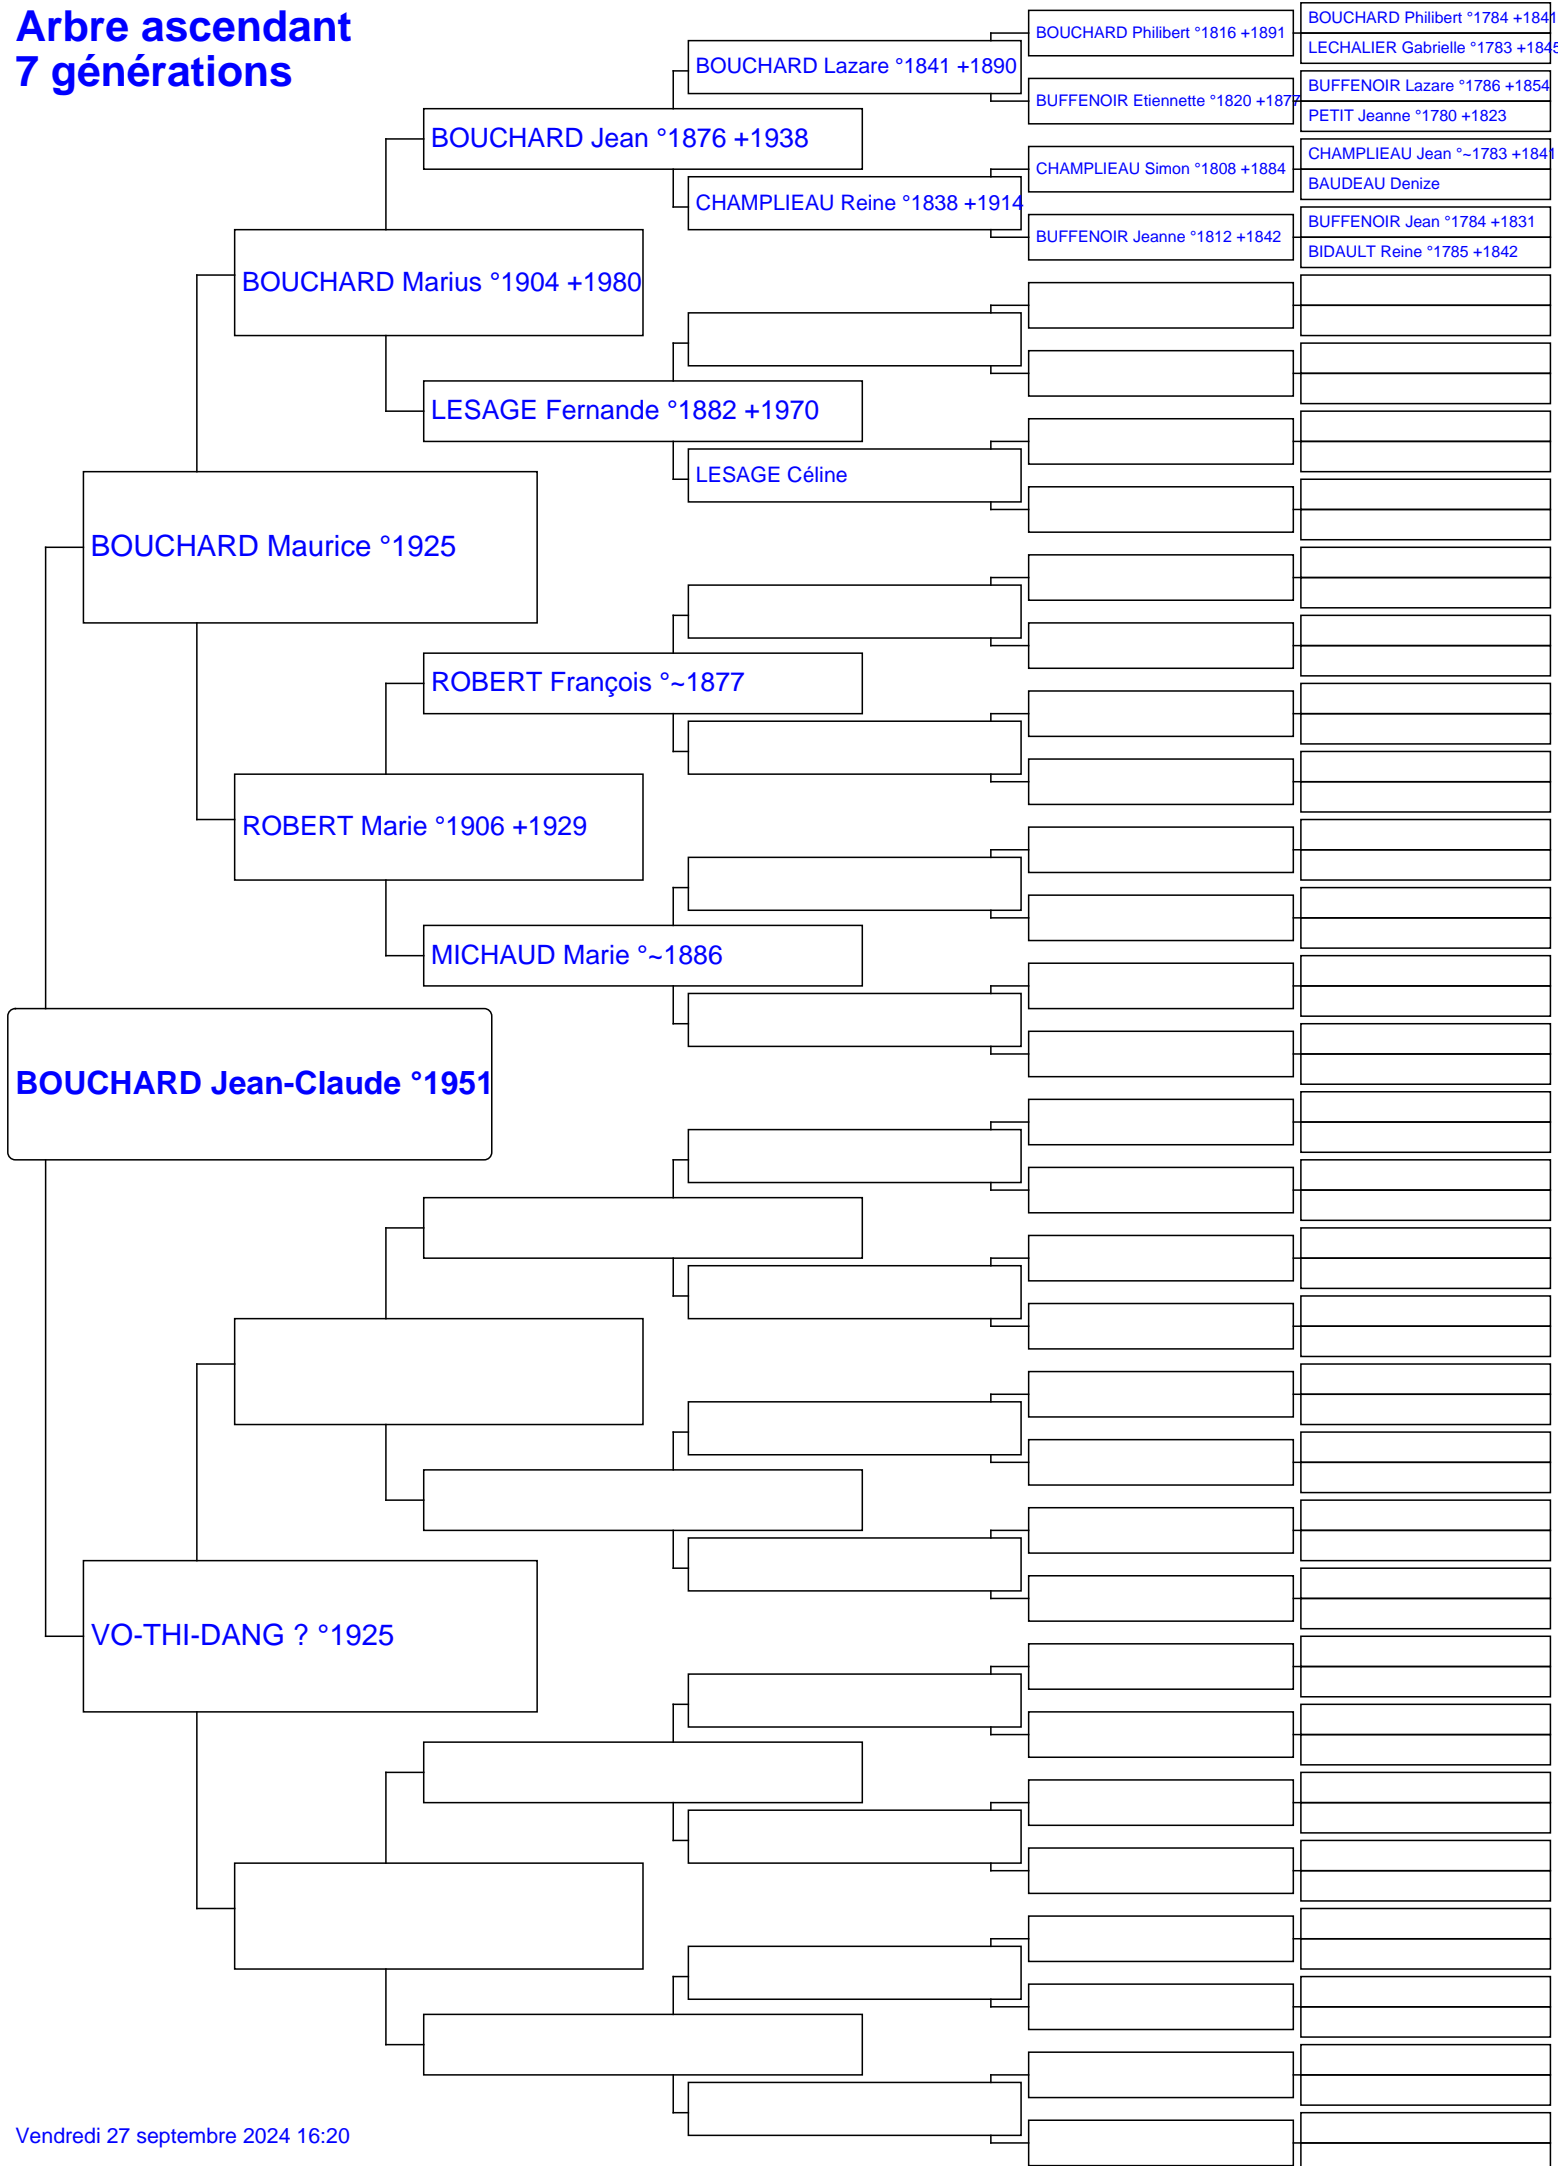 Arbre ascendant
7 générations
BOUCHARD Philibert °1784 +1841
BOUCHARD Philibert °1816 +1891
LECHALIER Gabrielle °1783 +1845
BOUCHARD Lazare °1841 +1890
BUFFENOIR Lazare °1786 +1854
BUFFENOIR Etiennette °1820 +1877
PETIT Jeanne °1780 +1823
BOUCHARD Jean °1876 +1938
CHAMPLIEAU Jean °~1783 +1841
CHAMPLIEAU Simon °1808 +1884
BAUDEAU Denize
CHAMPLIEAU Reine °1838 +1914
BUFFENOIR Jean °1784 +1831
BUFFENOIR Jeanne °1812 +1842
BIDAULT Reine °1785 +1842
BOUCHARD Marius °1904 +1980
LESAGE Fernande °1882 +1970
LESAGE Céline
BOUCHARD Maurice °1925
ROBERT François °~1877
ROBERT Marie °1906 +1929
MICHAUD Marie °~1886
BOUCHARD Jean-Claude °1951
VO-THI-DANG ? °1925
Vendredi 27 septembre 2024 16:20